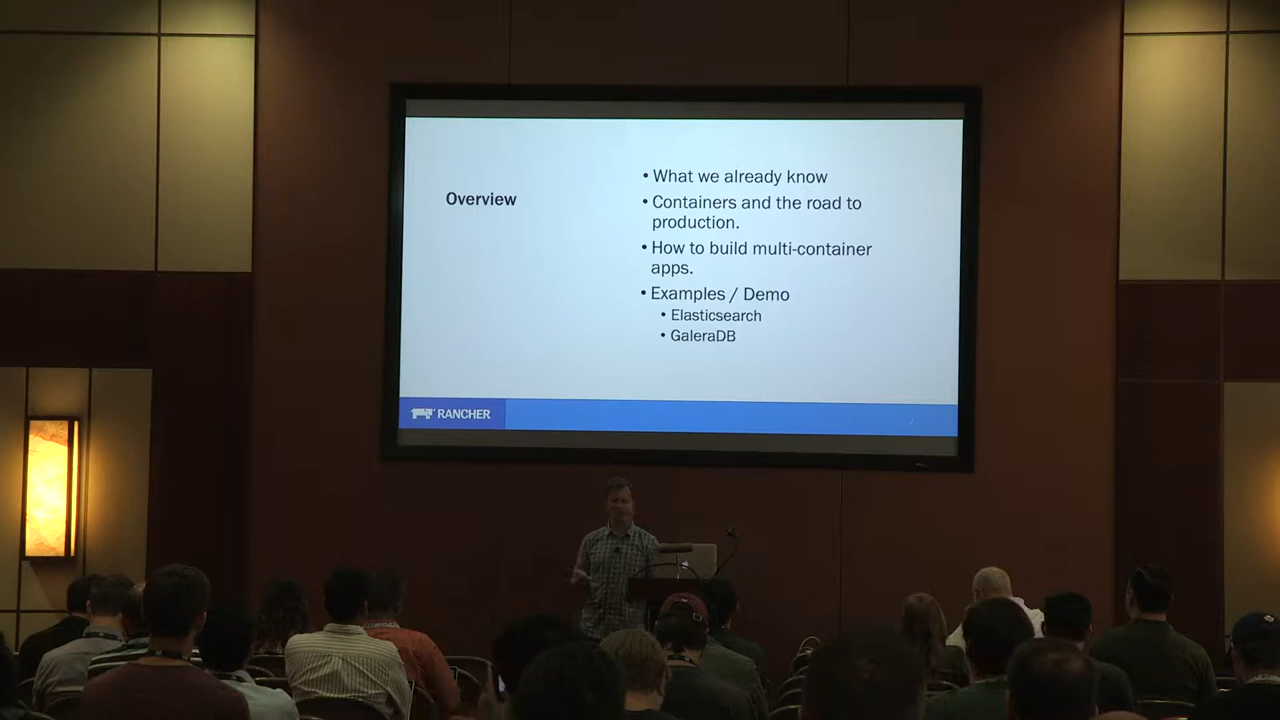 Overview
• What we already know
• Containers and the road to
production.
• How to build multi-container
apps.
• Examples / Demo
• Elasticsearch
• GaleraDB
RANCHER